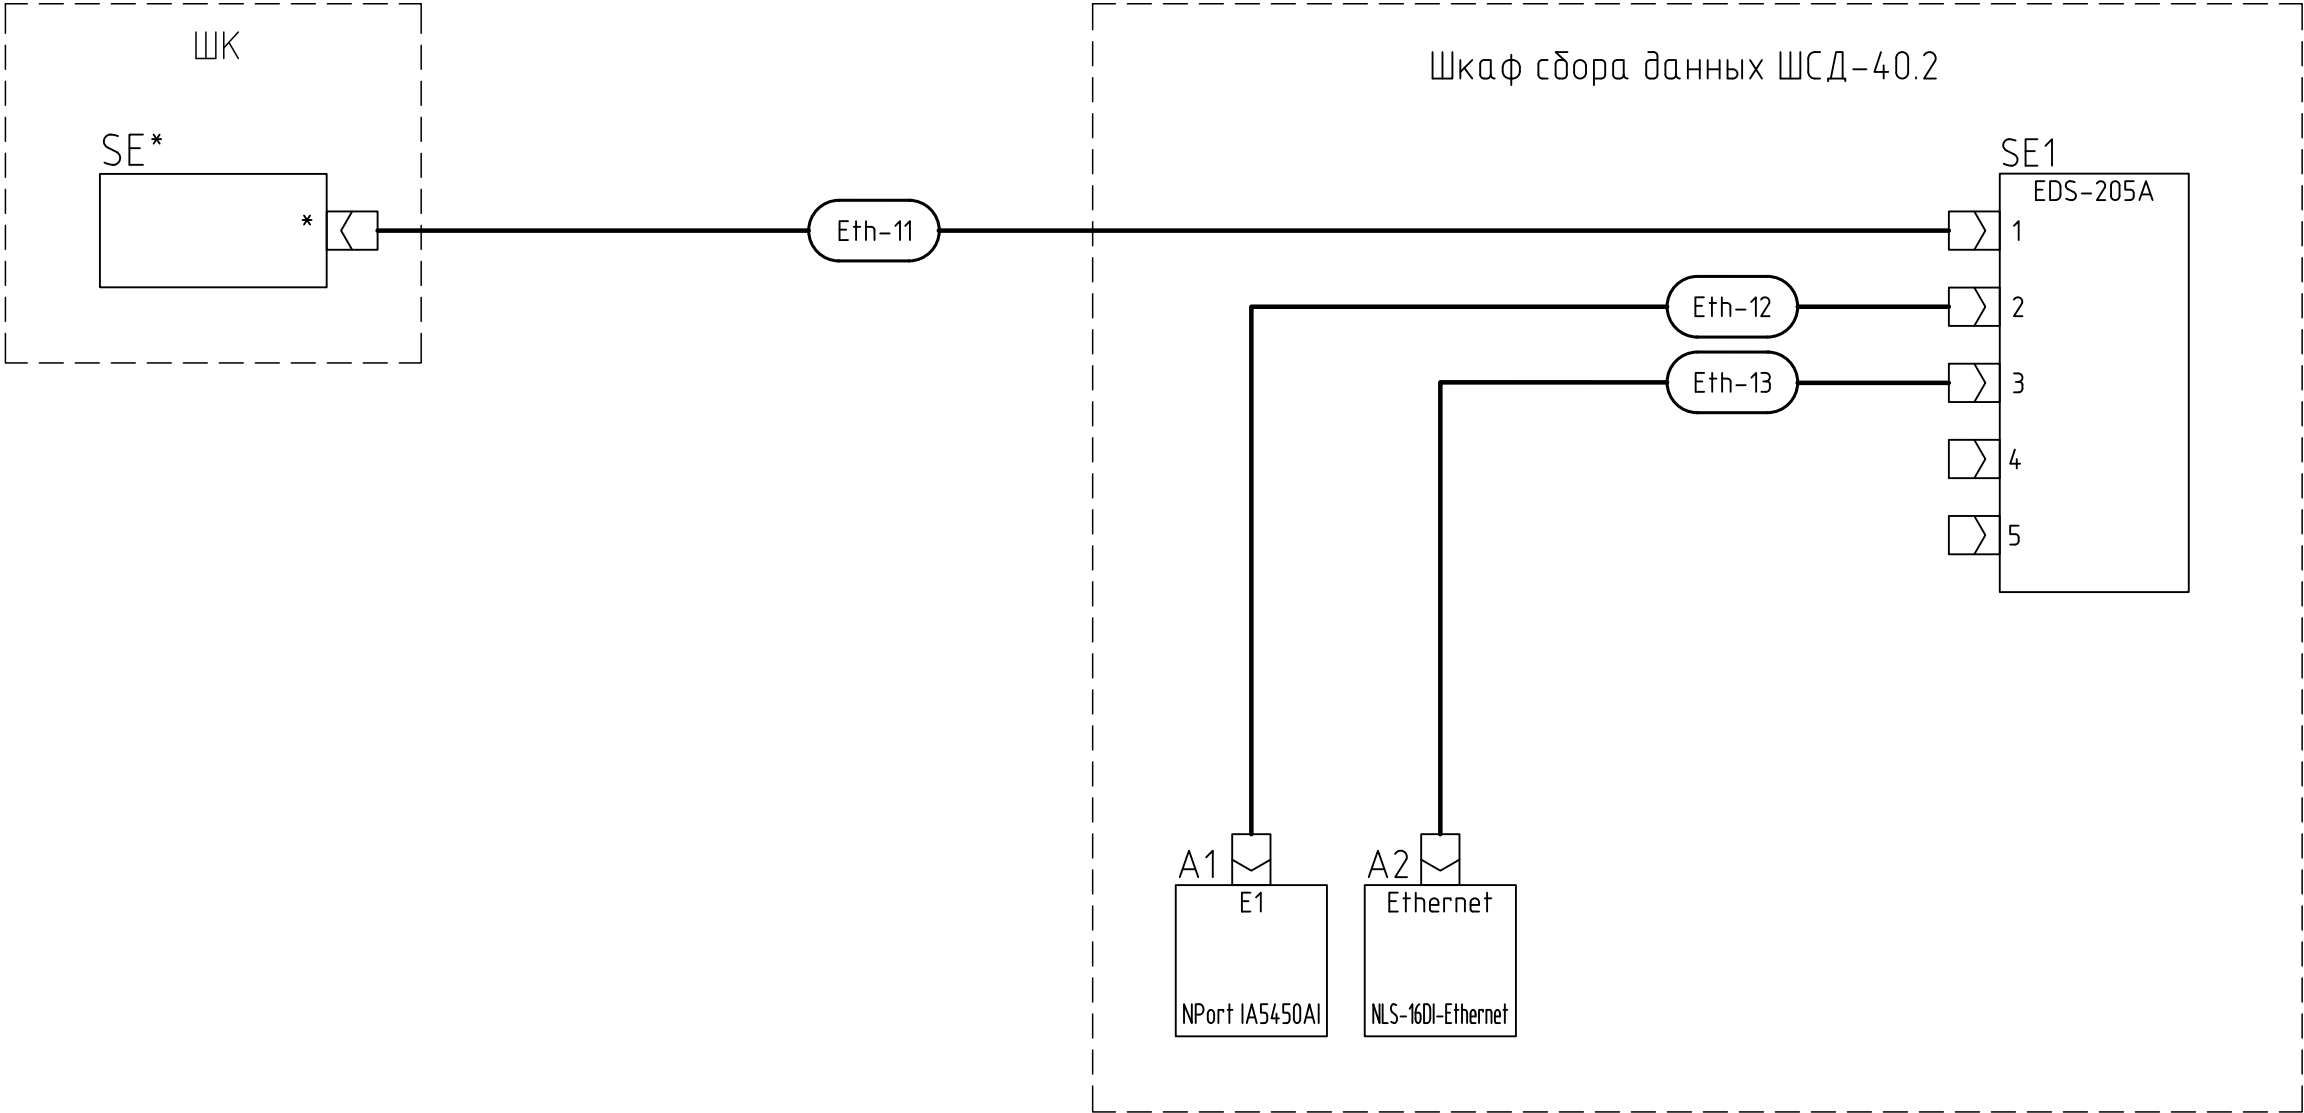 ШК
Шкаф сбора данных ШСД-40.2
SE*
*
Eth-11
SE1
EDS-205A
1
Eth-12
2
Eth-13
3
4
5
A1
E1
NPort IA5450AI
A2
Ethernet
NLS-16DI-Ethernet